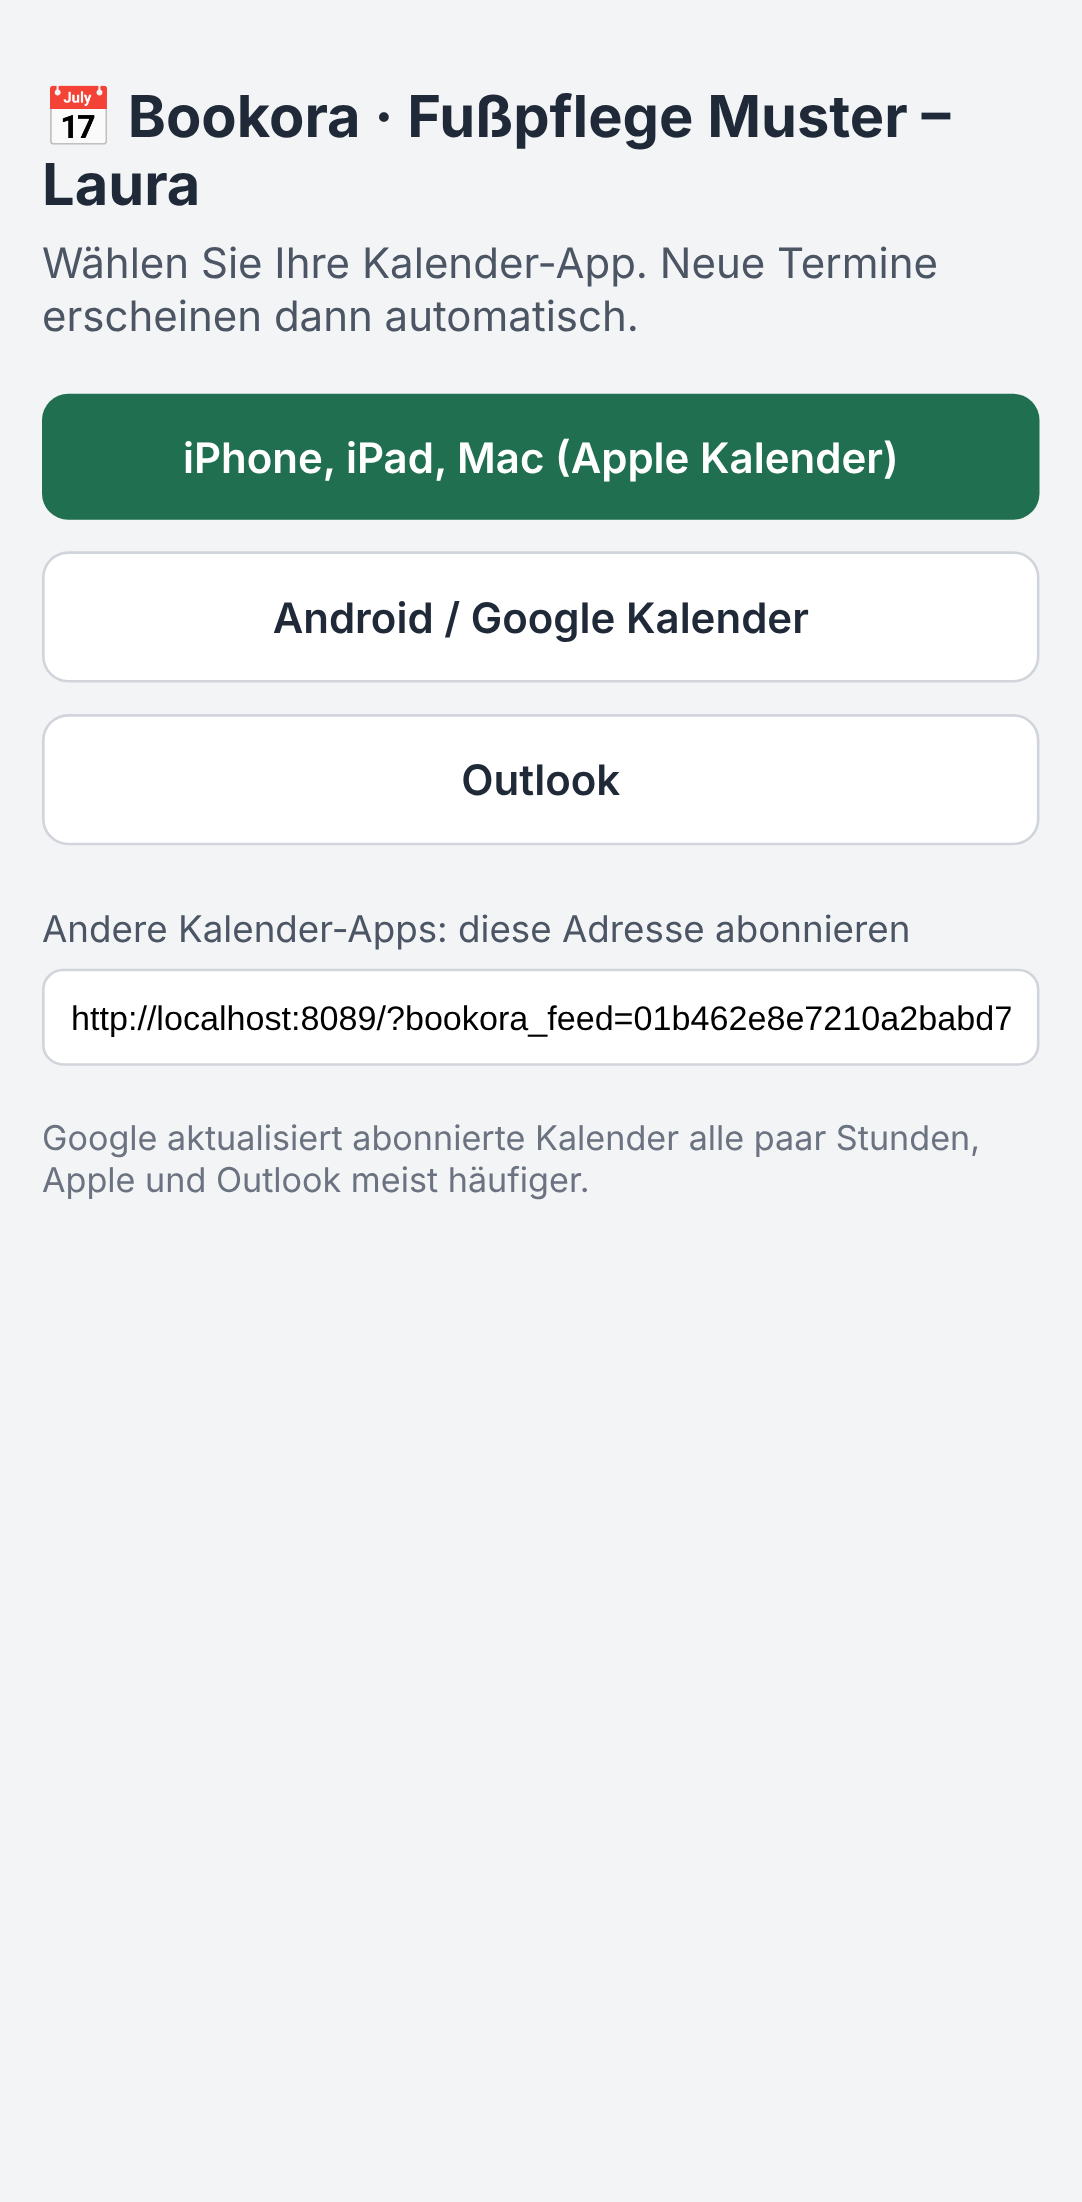 July
17
Bookora · Fußpflege Muster –
Laura
Wählen Sie Ihre Kalender-App. Neue Termine
erscheinen dann automatisch.
iPhone, iPad, Mac (Apple Kalender)
Android / Google Kalender
Outlook
Andere Kalender-Apps: diese Adresse abonnieren
http://localhost:8089/?bookora_feed=01b462e8e7210a2babd7
Google aktualisiert abonnierte Kalender alle paar Stunden,
Apple und Outlook meist häufiger.